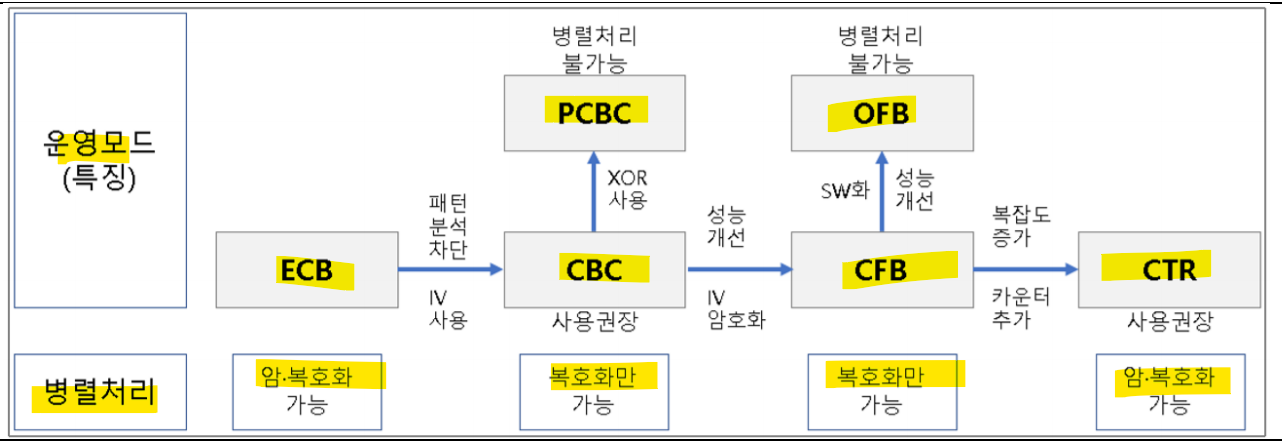 운영모드
(특징)
병렬처리
불가능
PCBC
XOR
사용
병렬처리
불가능
OFB
SW화
성능
개선
ECB
패턴
분석
차단
IV
사용
CBC
사용권장
성능
개선
IV
암호화
CFB
복잡도
증가
카운터
추가
CTR
사용권장
병렬처리
암·복호화
가능
복호화만
가능
복호화만
가능
암·복호화
가능